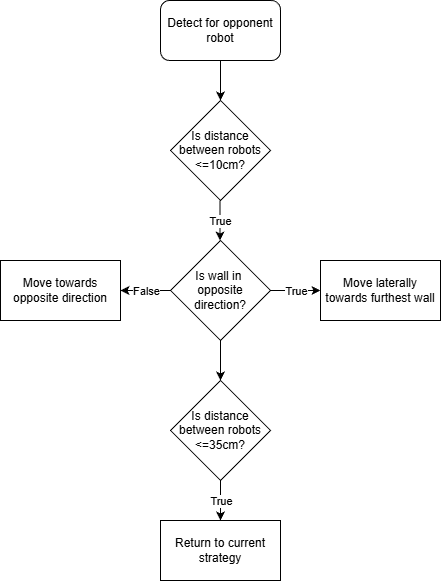 Detect for opponent
robot
Is distance
between robots
<=10cm?
True
Is wall in
opposite
direction?
False
Move towards
opposite direction
True
Move laterally
towards furthest wall
Is distance
between robots
<=35cm?
True
Return to current
strategy